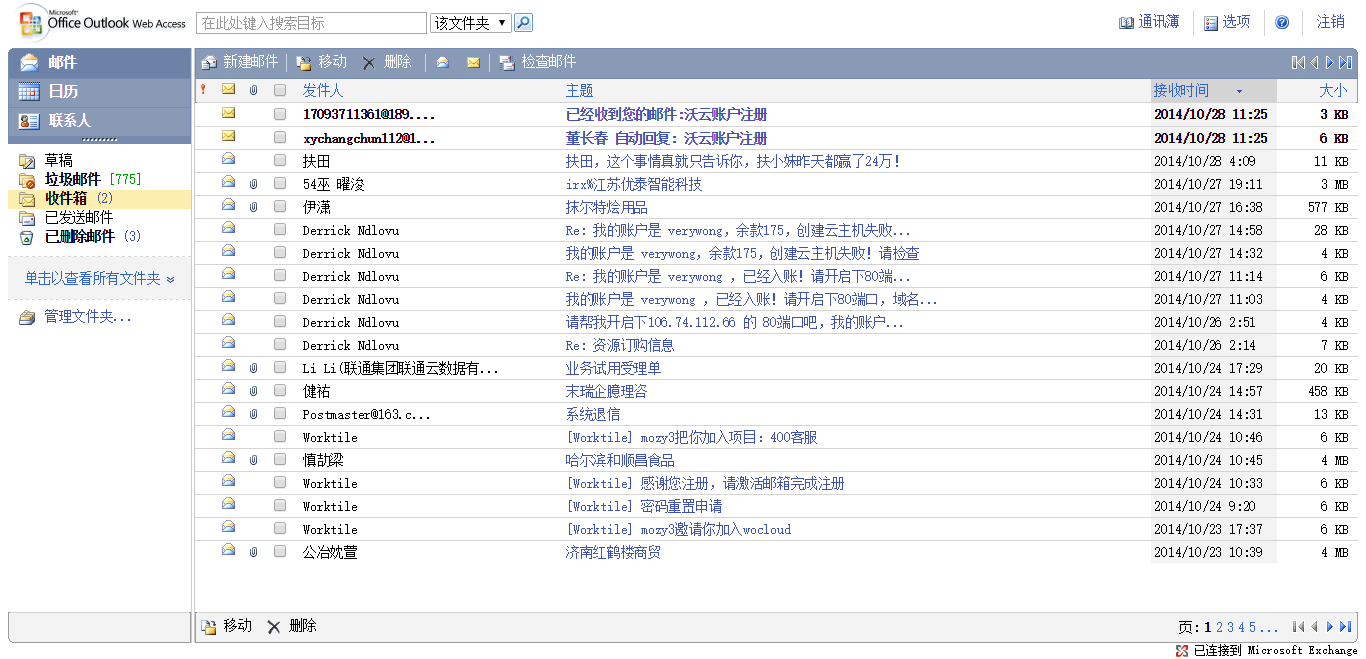 Microsoft®
Office Outlook Web Access 在此处键入搜索目标 该文件夹 通讯簿 选项 注销
邮件
日历
联系人
草稿
垃圾邮件 [775]
收件箱 (2)
已发送邮件
已删除邮件 (3)
单击以查看所有文件夹
管理文件夹...
新建邮件 移动 删除 检查邮件
发件人 主题 接收时间 大小
17093711361@189.... 已经收到您的邮件:沃云账户注册 2014/10/28 11:25 3 KB
xychangchun112@1... 董长春 自动回复: 沃云账户注册 2014/10/28 11:25 6 KB
扶田 扶田，这个事情真就只告诉你，扶小妹昨天都赢了24万！ 2014/10/28 4:09 11 KB
54巫 曜浚 irx%江苏优泰智能科技 2014/10/27 19:11 3 MB
伊潇 抹尔特烩用品 2014/10/27 16:38 577 KB
Derrick Ndlovu Re: 我的账户是 verywong，余款175，创建云主机失败... 2014/10/27 14:58 28 KB
Derrick Ndlovu 我的账户是 verywong，余款175，创建云主机失败！请检查 2014/10/27 14:32 4 KB
Derrick Ndlovu Re: 我的账户是 verywong ，已经入账！请开启下80端... 2014/10/27 11:14 6 KB
Derrick Ndlovu 我的账户是 verywong ，已经入账！请开启下80端口，域名... 2014/10/27 11:03 4 KB
Derrick Ndlovu 请帮我开启下106.74.112.66 的 80端口吧，我的账户... 2014/10/26 2:51 4 KB
Derrick Ndlovu Re: 资源订购信息 2014/10/26 2:14 7 KB
Li Li(联通集团联通云数据有... 业务试用受理单 2014/10/24 17:29 20 KB
健祐 末瑞企臆理咨 2014/10/24 14:57 458 KB
Postmaster@163.c... 系统退信 2014/10/24 14:31 13 KB
Worktile [Worktile] mozy3把你加入项目：400客服 2014/10/24 10:46 6 KB
慎劼梁 哈尔滨和顺昌食品 2014/10/24 10:45 4 MB
Worktile [Worktile] 感谢您注册，请激活邮箱完成注册 2014/10/24 10:33 6 KB
Worktile [Worktile] 密码重置申请 2014/10/24 9:20 6 KB
Worktile [Worktile] mozy3邀请你加入wocloud 2014/10/23 17:37 6 KB
公冶妉萱 济南红鹤楼商贸 2014/10/23 10:39 4 MB
移动 删除 页: 1 2 3 4 5 ...
已连接到 Microsoft Exchange